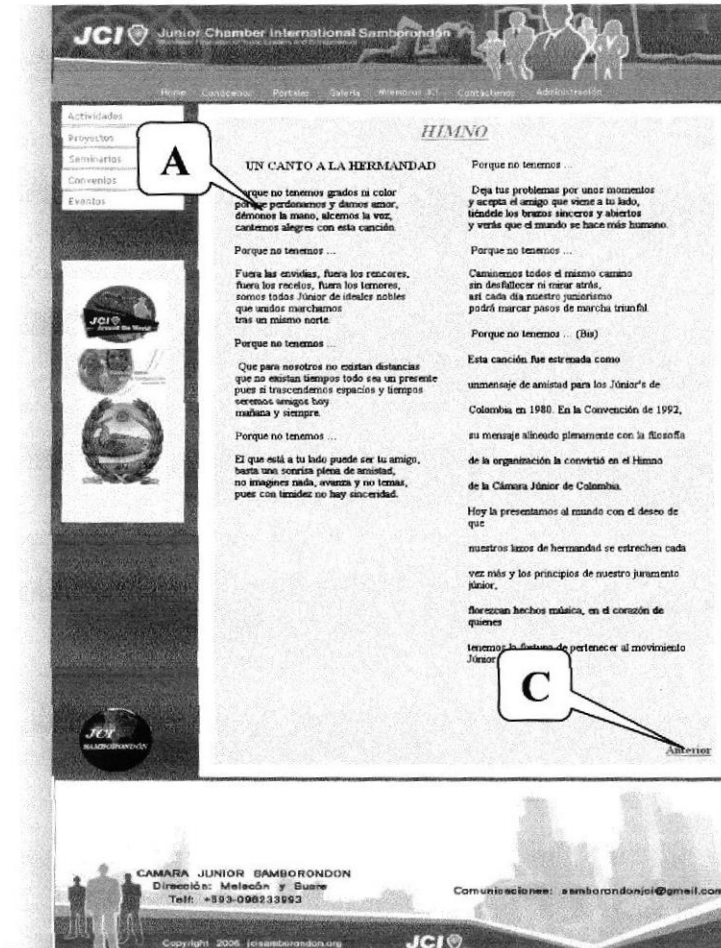 JCI Junior Chamber International Samborondón
Home Conócenos Portales Galería Miembros JCI Contáctenos Administración
Actividades
Proyectos
Seminarios
Convenios
Eventos
A
JCI
Around the World
JCI
SAMBORONDÓN
HIMNO
UN CANTO A LA HERMANDAD
Porque no tenemos grados ni color
porque perdonamos y damos amor,
démonos la mano, alcemos la voz,
cantemos alegres con esta canción.
Porque no tenemos ...
Fuera las envidias, fuera los rencores,
fuera los recelos, fuera los temores,
somos todos Júnior de ideales nobles
que unidos marchamos
tras un mismo norte.
Porque no tenemos ...
Que para nosotros no existan distancias
que no existan tiempos todo sea un presente
pues si trascendemos espacios y tiempos
seremos amigos hoy
mañana y siempre.
Porque no tenemos ...
El que está a tu lado puede ser tu amigo,
basta una sonrisa plena de amistad,
no imagines nada, avanza y no temas,
pues con timidez no hay sinceridad.
Porque no tenemos ...
Deja tus problemas por unos momentos
y acepta el amigo que viene a tu lado,
tiéndele los brazos sinceros y abiertos
y verás que el mundo se hace más humano.
Porque no tenemos ...
Caminemos todos el mismo camino
sin desfallecer ni mirar atrás,
así cada día nuestro juniorismo
podrá marcar pasos de marcha triunfal.
Porque no tenemos ... (Bis)
Esta canción fue estrenada como
unmensaje de amistad para los Júnior's de
Colombia en 1980. En la Convención de 1992,
su mensaje alineado plenamente con la filosofía
de la organización la convirtió en el Himno
de la Cámara Júnior de Colombia.
Hoy la presentamos al mundo con el deseo de
que
nuestros lazos de hermandad se estrechen cada
vez más y los principios de nuestro juramento
júnior,
florezcan hechos música, en el corazón de
quienes
tenemos la fortuna de pertenecer al movimiento
Júnior
C
Anterior
CAMARA JUNIOR SAMBORONDON
Dirección: Malecón y Sucre
Telf: +593-096233993
Comunicaciones: samborondonjci@gmail.com
Copyright 2006 jcisamborondon.org
JCI